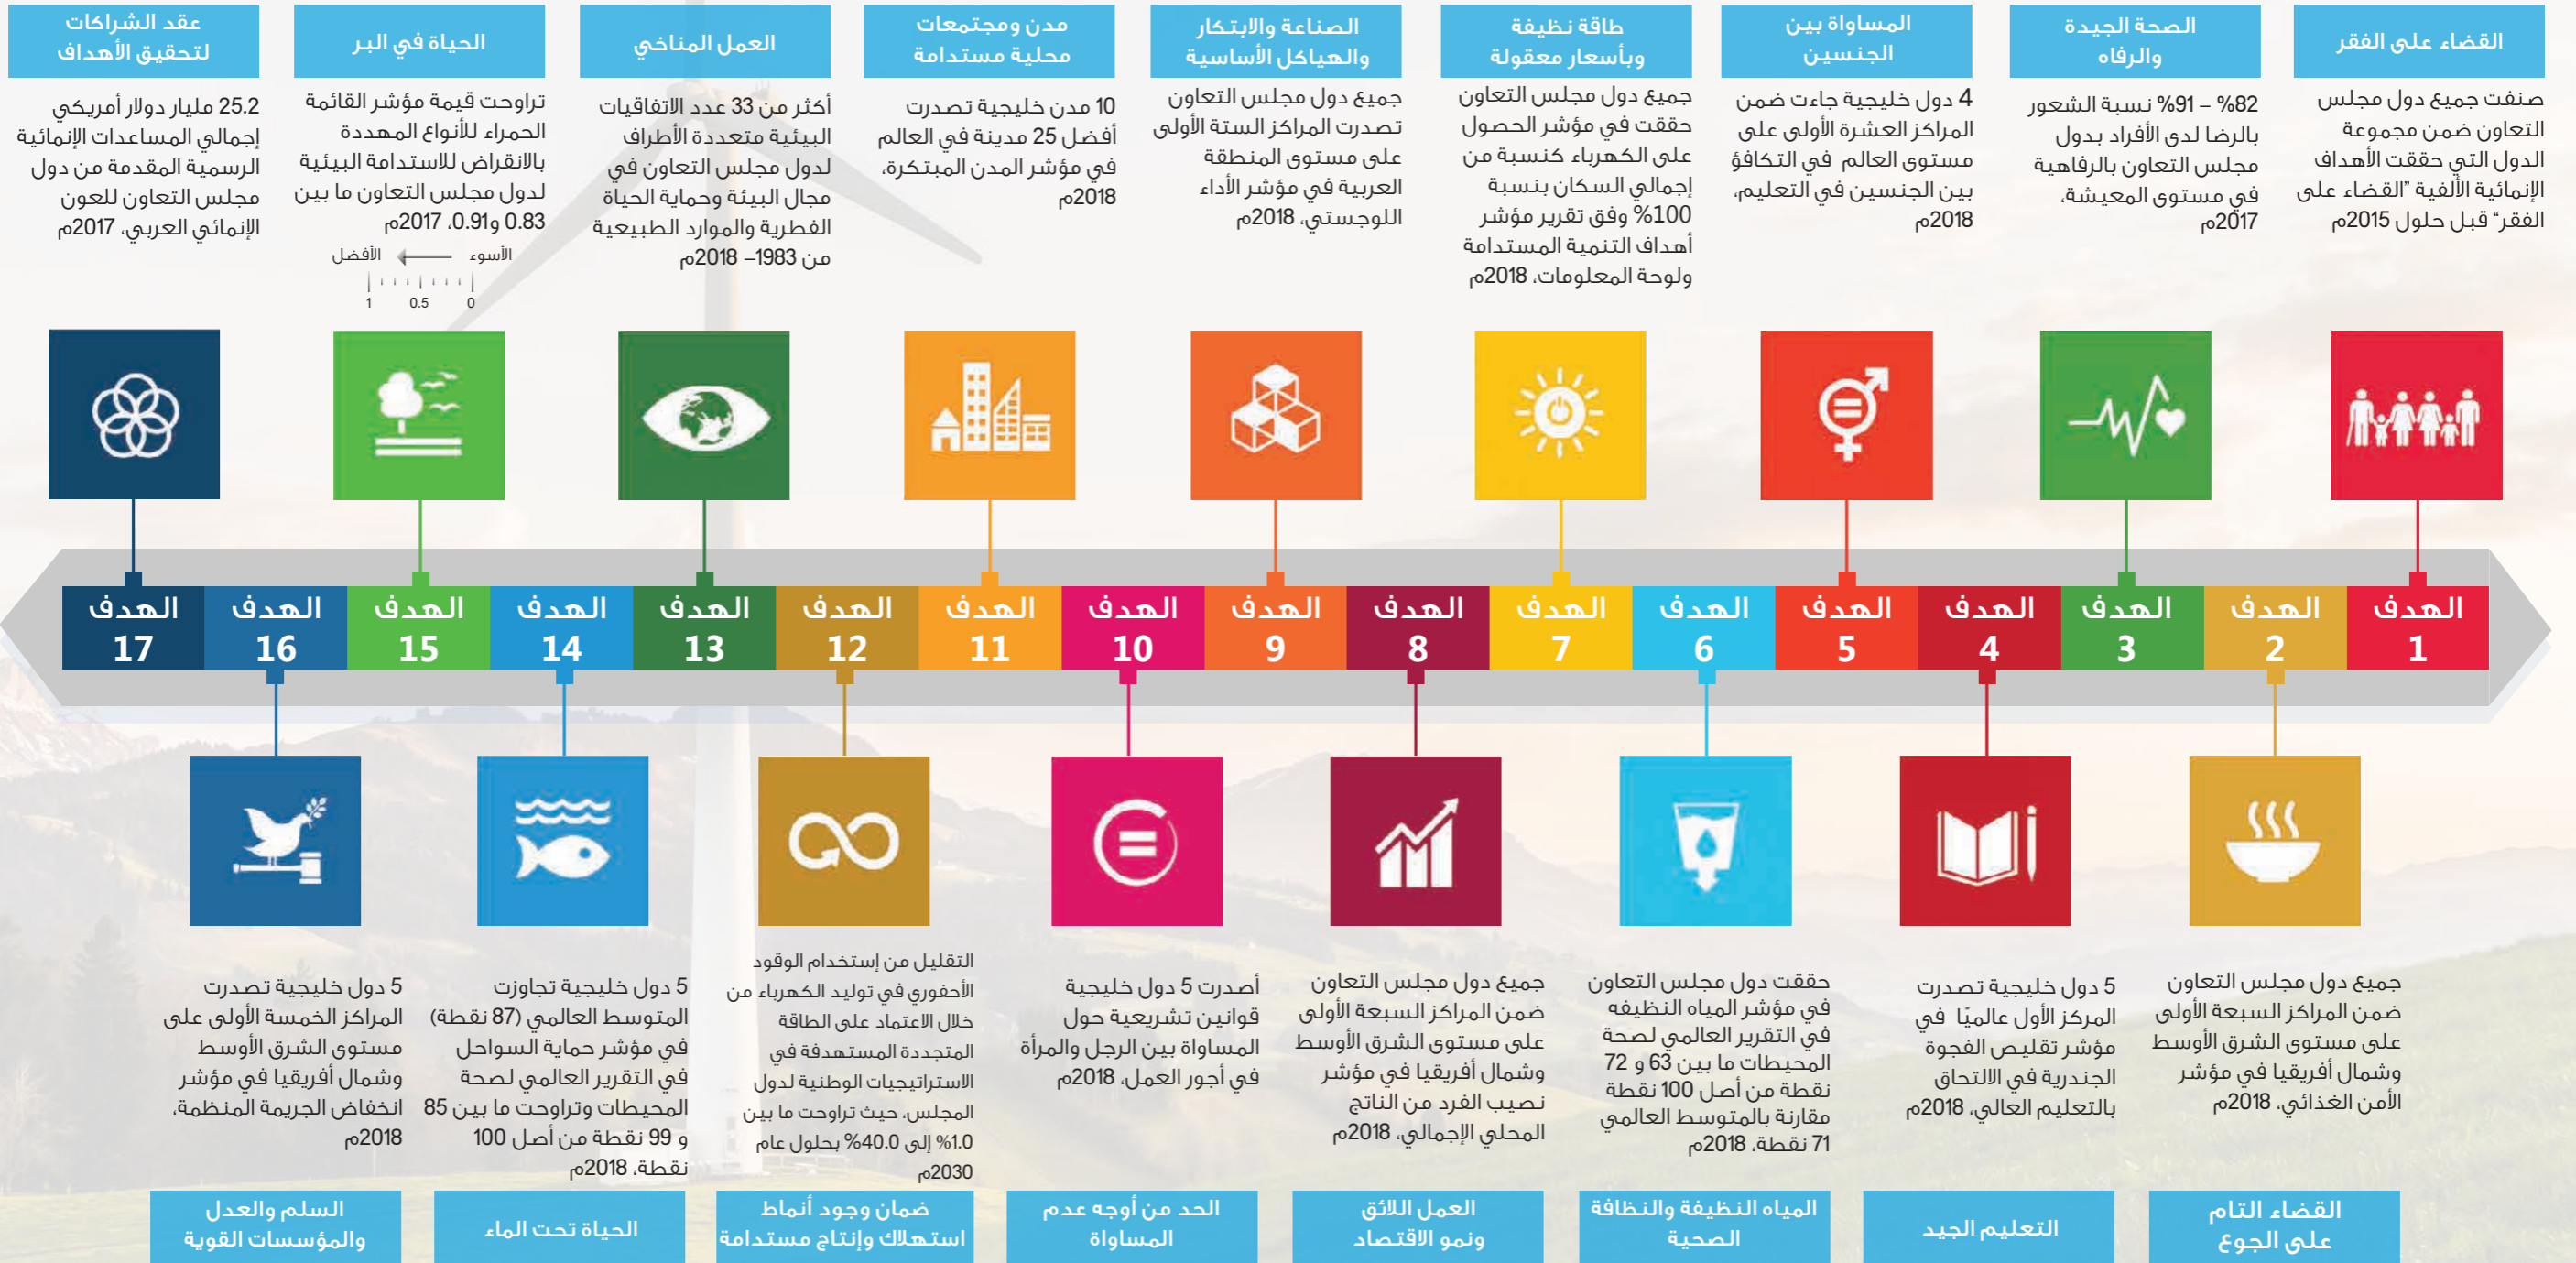 القضاء على الفقر
صنفت جميع دول مجلس
التعاون ضمن مجموعة
الدول التي حققت الأهداف
الإنمائية الألفية "القضاء على
الفقر" قبل حلول 2015م
الصحة الجيدة
والرفاه
82% – 91% نسبة الشعور
بالرضا لدى الأفراد بدول
مجلس التعاون بالرفاهية
في مستوى المعيشة،
2017م
المساواة بين
الجنسين
4 دول خليجية جاءت ضمن
المراكز العشرة الأولى على
مستوى العالم في التكافؤ
بين الجنسين في التعليم،
2018م
طاقة نظيفة
وبأسعار معقولة
جميع دول مجلس التعاون
حققت في مؤشر الحصول
على الكهرباء كنسبة من
إجمالي السكان بنسبة
100% وفق تقرير مؤشر
أهداف التنمية المستدامة
ولوحة المعلومات، 2018م
الصناعة والابتكار
والهياكل الأساسية
جميع دول مجلس التعاون
تصدرت المراكز الستة الأولى
على مستوى المنطقة
العربية في مؤشر الأداء
اللوجستي، 2018م
مدن ومجتمعات
محلية مستدامة
10 مدن خليجية تصدرت
أفضل 25 مدينة في العالم
في مؤشر المدن المبتكرة،
2018م
العمل المناخي
أكثر من 33 عدد الاتفاقيات
البيئية متعددة الأطراف
لدول مجلس التعاون في
مجال البيئة وحماية الحياة
الفطرية والموارد الطبيعية
من 1983– 2018م
الحياة في البر
تراوحت قيمة مؤشر القائمة
الحمراء للأنواع المهددة
بالانقراض للاستدامة البيئية
لدول مجلس التعاون ما بين
0.83 و0.91، 2017م
الأسوء الأفضل
0 0.5 1
عقد الشراكات
لتحقيق الأهداف
25.2 مليار دولار أمريكي
إجمالي المساعدات الإنمائية
الرسمية المقدمة من دول
مجلس التعاون للعون
الإنمائي العربي، 2017م
الهدف
1
الهدف
2
الهدف
3
الهدف
4
الهدف
5
الهدف
6
الهدف
7
الهدف
8
الهدف
9
الهدف
10
الهدف
11
الهدف
12
الهدف
13
الهدف
14
الهدف
15
الهدف
16
الهدف
17
جميع دول مجلس التعاون
ضمن المراكز السبعة الأولى
على مستوى الشرق الأوسط
وشمال أفريقيا في مؤشر
الأمن الغذائي، 2018م
القضاء التام
على الجوع
5 دول خليجية تصدرت
المركز الأول عالميًا في
مؤشر تقليص الفجوة
الجندرية في الالتحاق
بالتعليم العالي، 2018م
التعليم الجيد
حققت دول مجلس التعاون
في مؤشر المياه النظيفه
في التقرير العالمي لصحة
المحيطات ما بين 63 و 72
نقطة من أصل 100 نقطة
مقارنة بالمتوسط العالمي
71 نقطة، 2018م
المياه النظيفة والنظافة
الصحية
جميع دول مجلس التعاون
ضمن المراكز السبعة الأولى
على مستوى الشرق الأوسط
وشمال أفريقيا في مؤشر
نصيب الفرد من الناتج
المحلي الإجمالي، 2018م
العمل اللائق
ونمو الاقتصاد
أصدرت 5 دول خليجية
قوانين تشريعية حول
المساواة بين الرجل والمرأة
في أجور العمل، 2018م
الحد من أوجه عدم
المساواة
التقليل من إستخدام الوقود
الأحفوري في توليد الكهرباء من
خلال الاعتماد على الطاقة
المتجددة المستهدفة في
الاستراتيجيات الوطنية لدول
المجلس، حيث تراوحت ما بين
1.0% إلى 40.0% بحلول عام
2030م
ضمان وجود أنماط
استهلاك وإنتاج مستدامة
5 دول خليجية تجاوزت
المتوسط العالمي (87 نقطة)
في مؤشر حماية السواحل
في التقرير العالمي لصحة
المحيطات وتراوحت ما بين 85
و 99 نقطة من أصل 100
نقطة، 2018م
الحياة تحت الماء
5 دول خليجية تصدرت
المراكز الخمسة الأولى على
مستوى الشرق الأوسط
وشمال أفريقيا في مؤشر
انخفاض الجريمة المنظمة،
2018م
السلم والعدل
والمؤسسات القوية